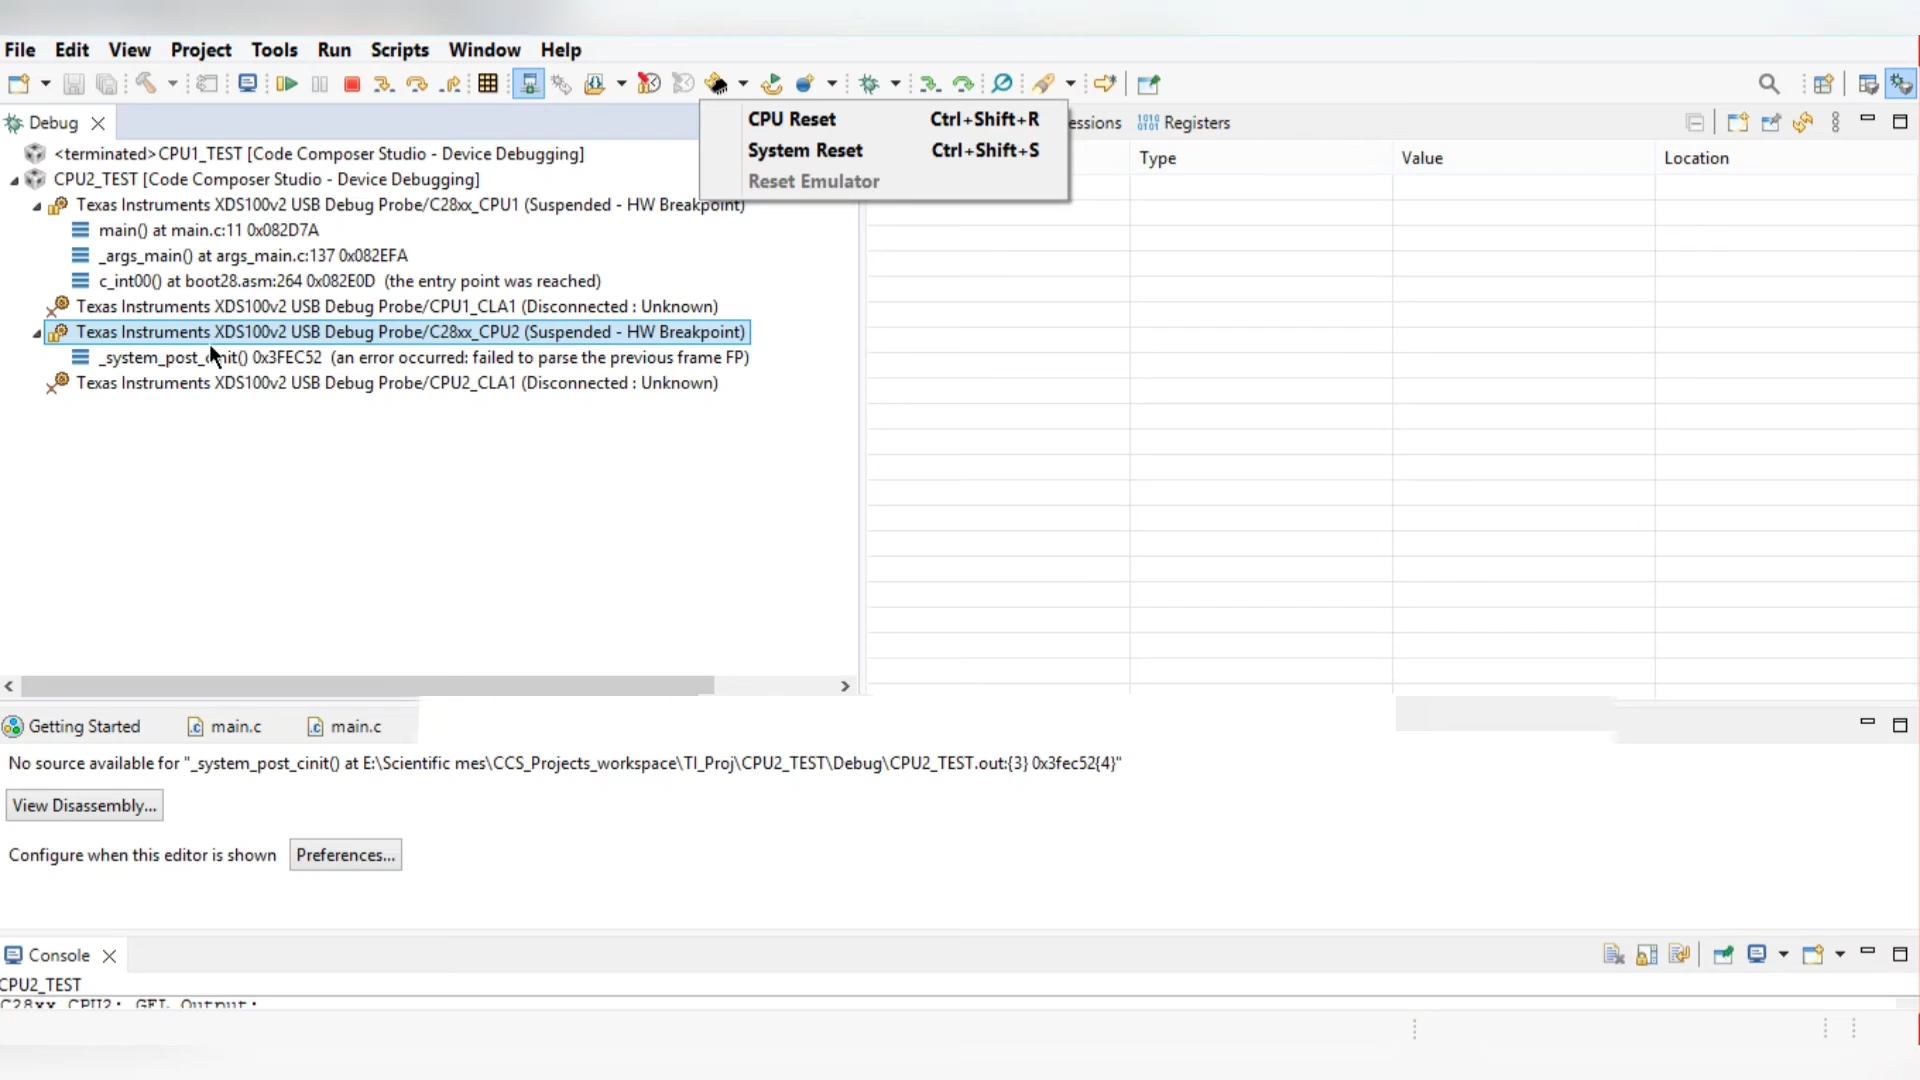 File Edit View Project Tools Run Scripts Window Help
Debug
CPU Reset Ctrl+Shift+R
System Reset Ctrl+Shift+S
Reset Emulator
essions
Registers
Type Value Location
<terminated>CPU1_TEST [Code Composer Studio - Device Debugging]
CPU2_TEST [Code Composer Studio - Device Debugging]
Texas Instruments XDS100v2 USB Debug Probe/C28xx_CPU1 (Suspended - HW Breakpoint)
main() at main.c:11 0x082D7A
_args_main() at args_main.c:137 0x082EFA
c_int00() at boot28.asm:264 0x082E0D (the entry point was reached)
Texas Instruments XDS100v2 USB Debug Probe/CPU1_CLA1 (Disconnected : Unknown)
Texas Instruments XDS100v2 USB Debug Probe/C28xx_CPU2 (Suspended - HW Breakpoint)
_system_post_cinit() 0x3FEC52 (an error occurred: failed to parse the previous frame FP)
Texas Instruments XDS100v2 USB Debug Probe/CPU2_CLA1 (Disconnected : Unknown)
Getting Started main.c main.c
No source available for "_system_post_cinit() at E:\Scientific mes\CCS_Projects_workspace\TI_Proj\CPU2_TEST\Debug\CPU2_TEST.out:{3} 0x3fec52{4}"
View Disassembly...
Configure when this editor is shown Preferences...
Console
CPU2_TEST
C28xx_CPU2: GEL Output: